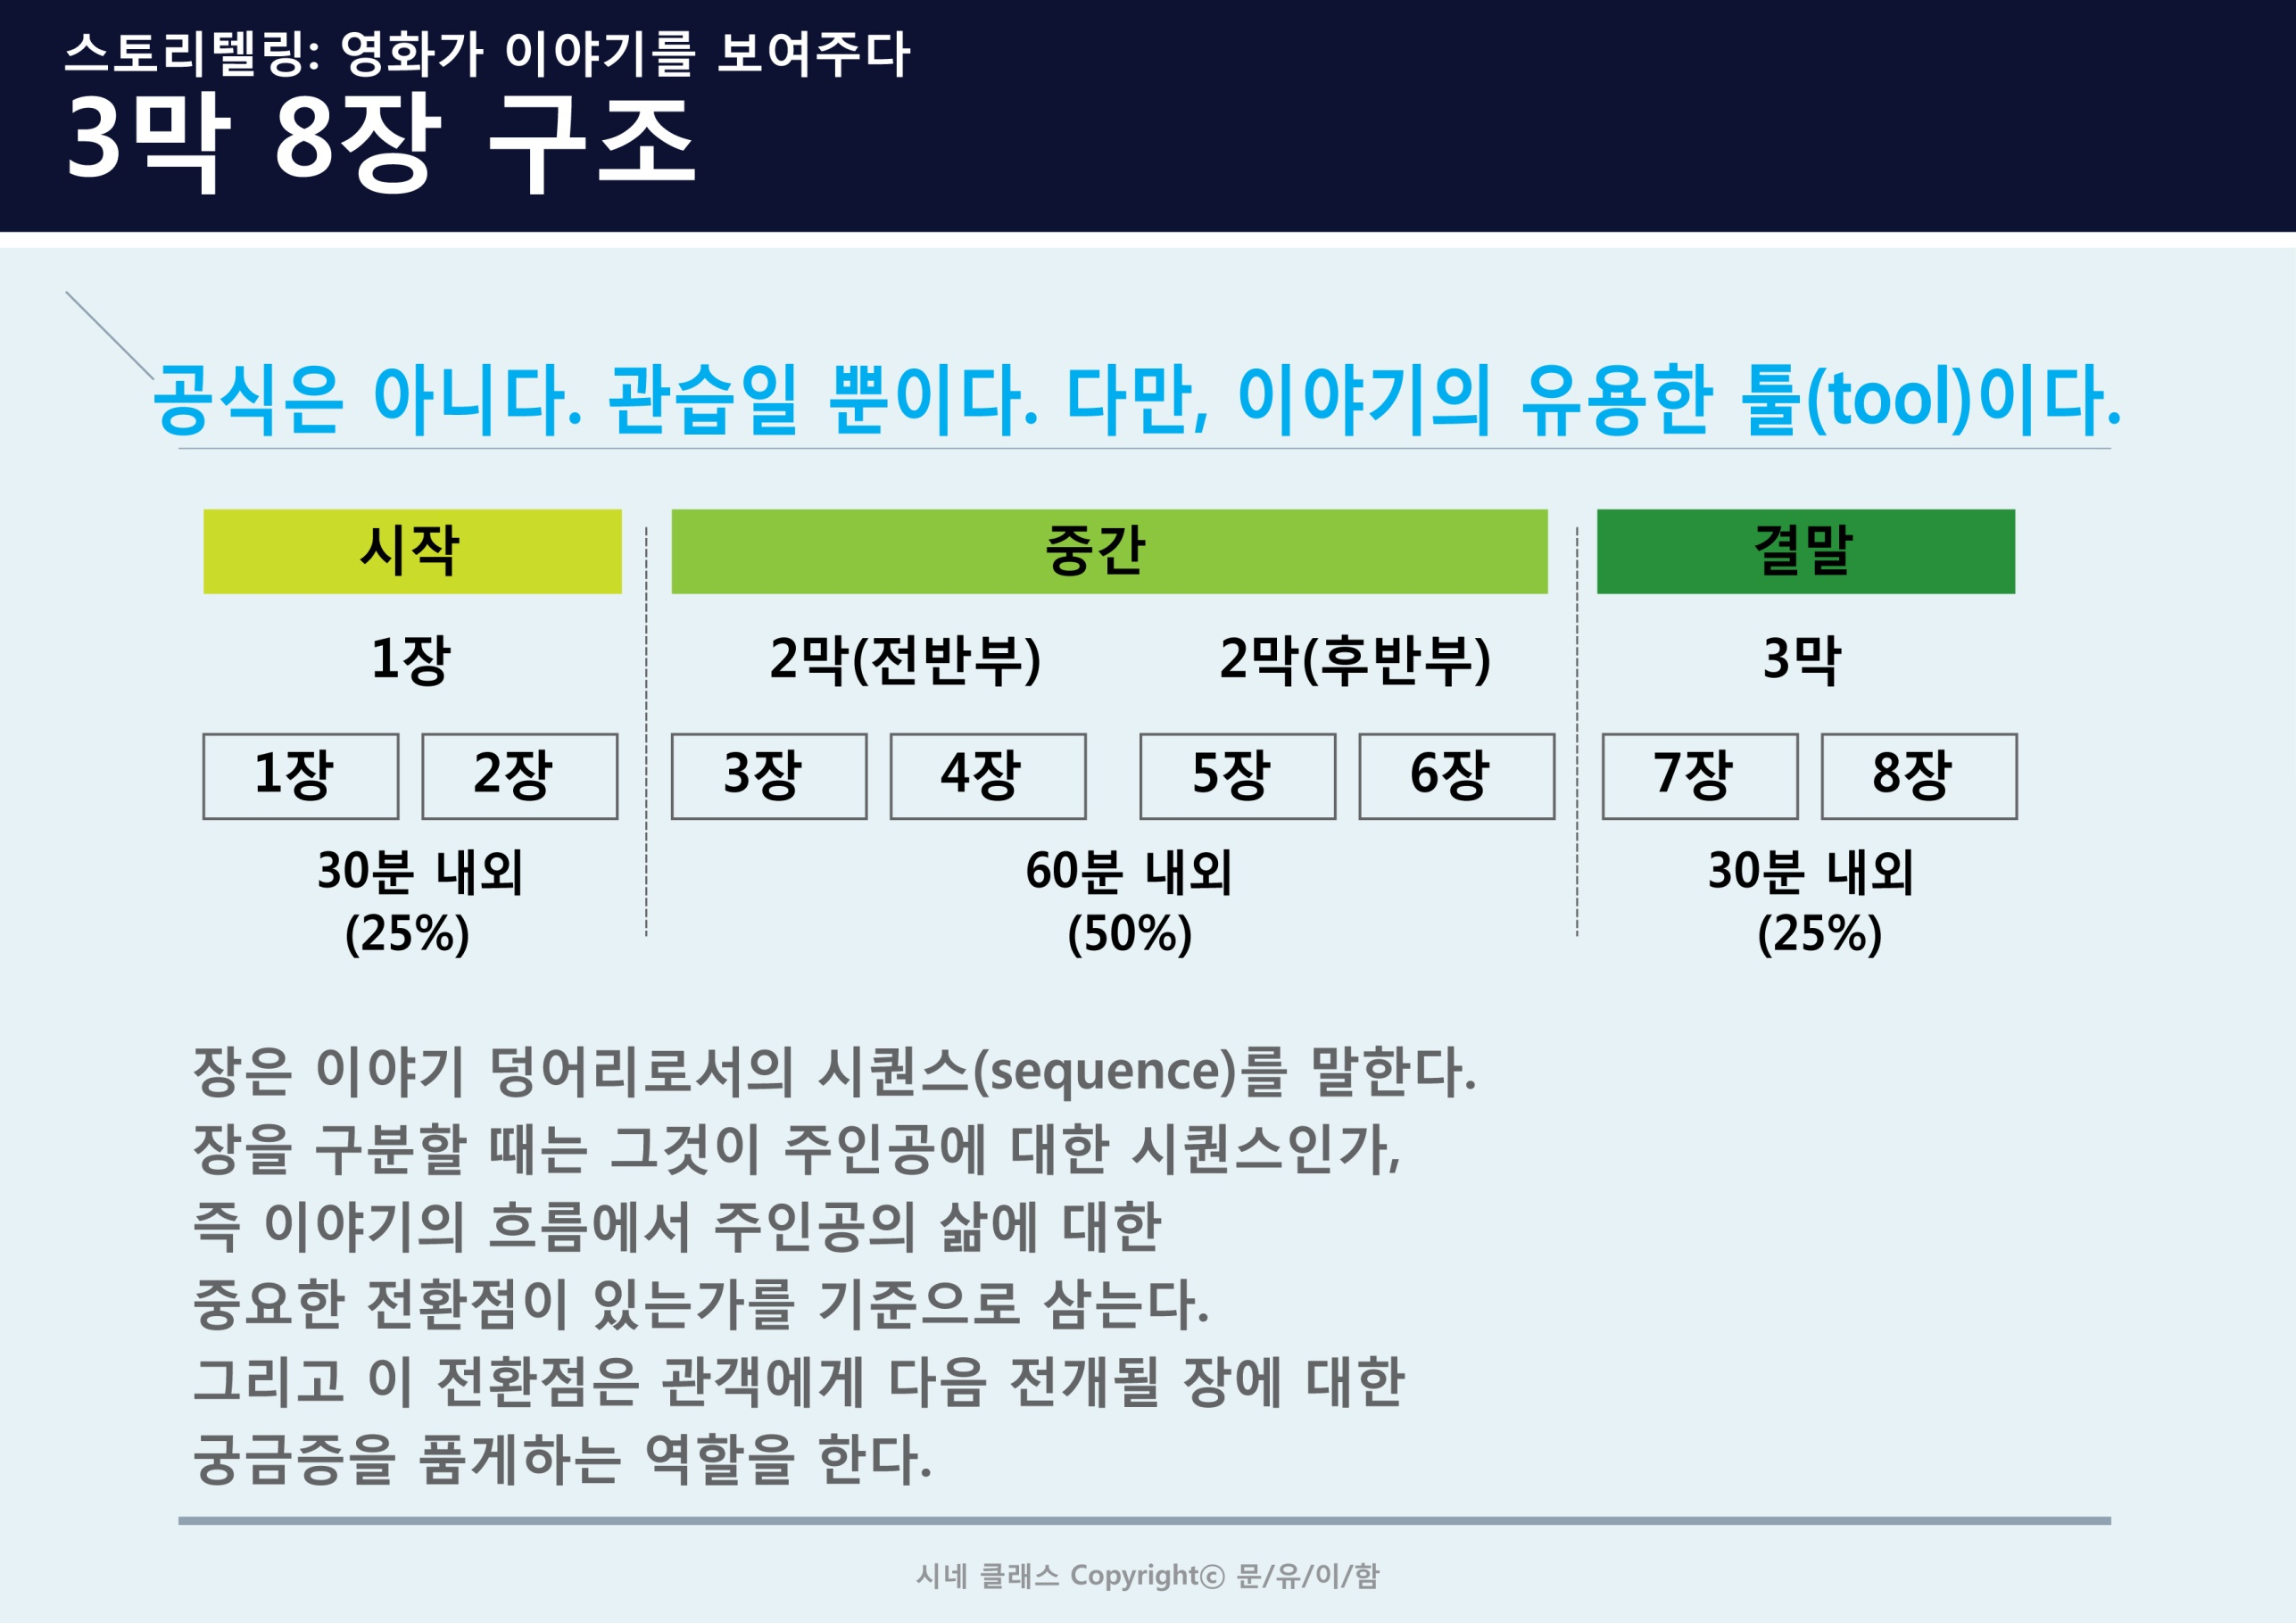 스토리텔링: 영화가 이야기를 보여주다
3막 8장 구조
공식은 아니다. 관습일 뿐이다. 다만, 이야기의 유용한 툴(tool)이다.
시작 중간 결말
1장 2막(전반부) 2막(후반부) 3막
1장 2장 3장 4장 5장 6장 7장 8장
30분 내외 60분 내외 30분 내외
(25%) (50%) (25%)
장은 이야기 덩어리로서의 시퀀스(sequence)를 말한다.
장을 구분할 때는 그것이 주인공에 대한 시퀀스인가,
즉 이야기의 흐름에서 주인공의 삶에 대한
중요한 전환점이 있는가를 기준으로 삼는다.
그리고 이 전환점은 관객에게 다음 전개될 장에 대한
궁금증을 품게하는 역할을 한다.
시네 클래스 Copyright© 무/유/이/함